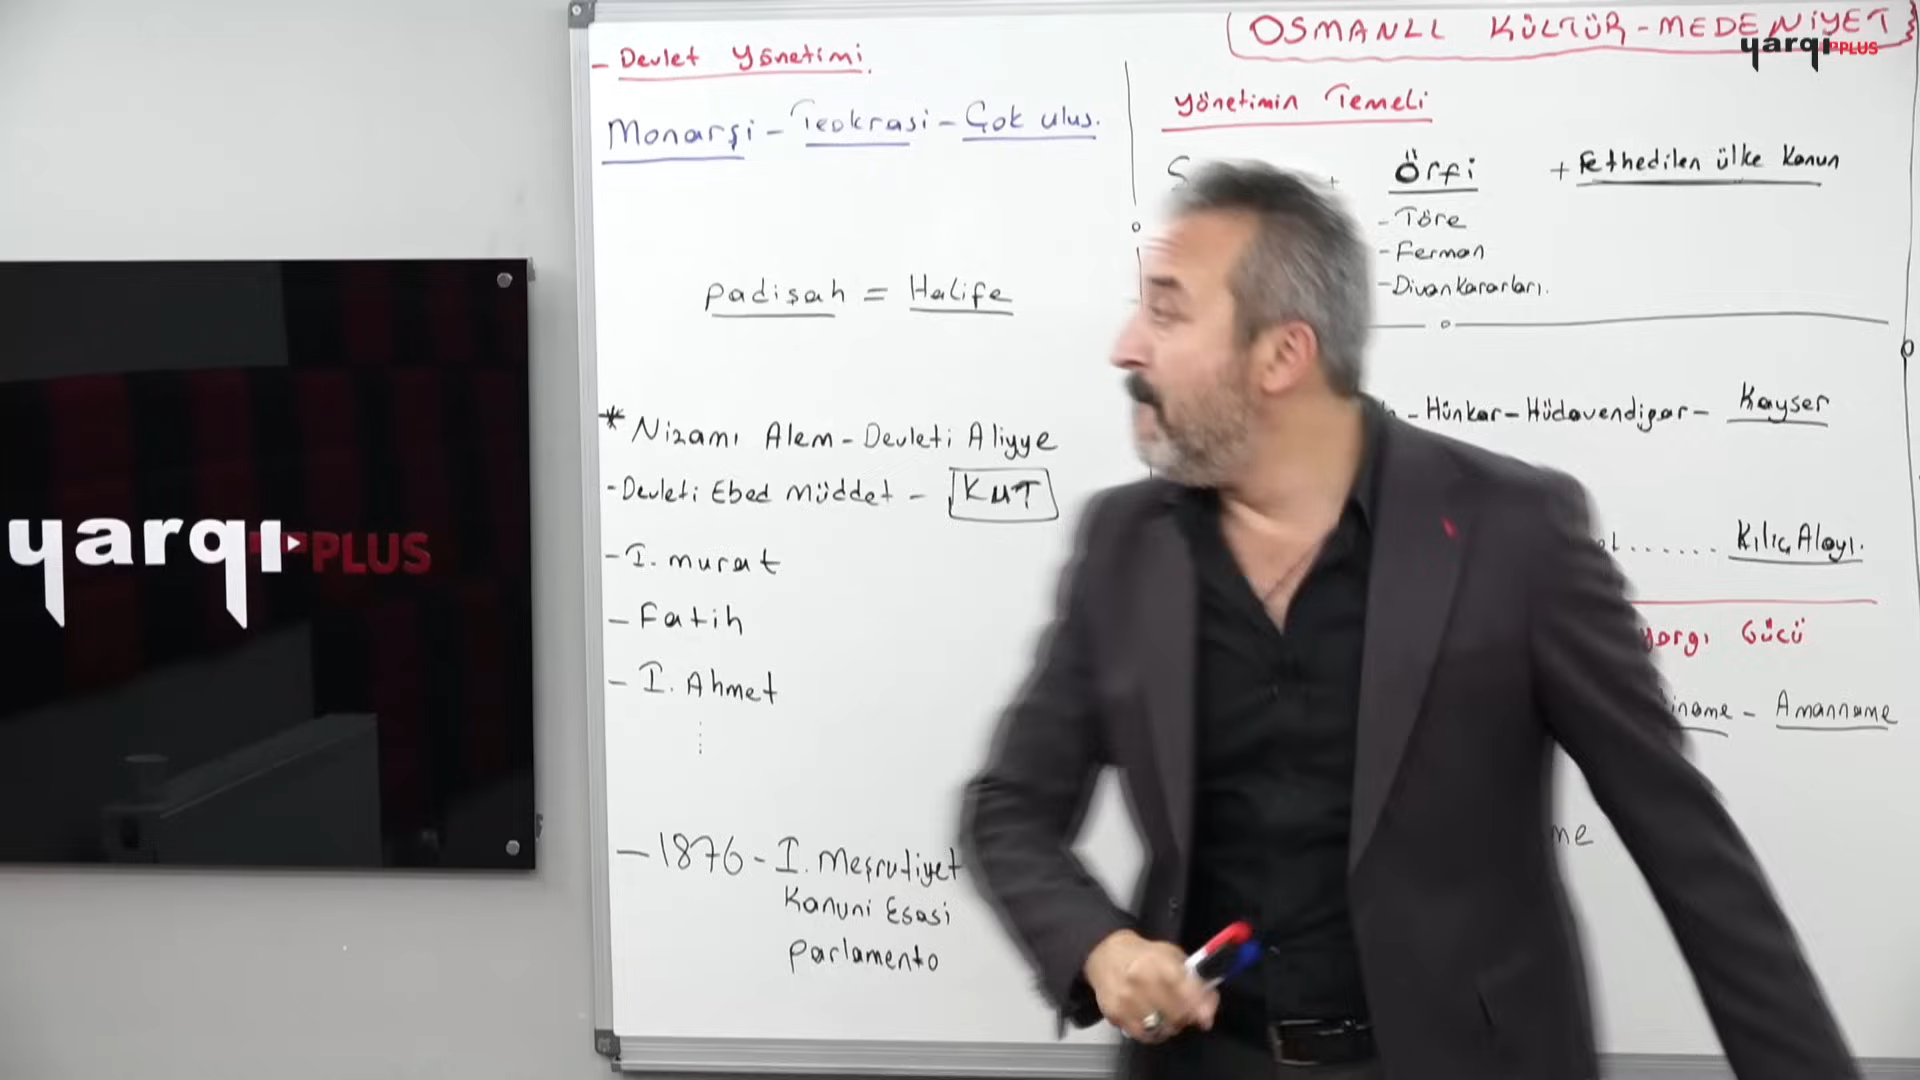 OSMANLI KÜLTÜR-MEDENİYET
yarqı PLUS
- Devlet Yönetimi.
Monarşi - Teokrasi - Çok ulus.
Padişah = Halife
* Nizamı Alem - Devleti Aliyye
- Devleti Ebed Müddet - KUT
- I. Murat
- Fatih
- I. Ahmet
- 1876 - I. Meşrutiyet
Kanuni Esasi
Parlamento
Yönetimin Temeli
+ Örfi + Fethedilen ülke Kanun
- Töre
- Ferman
- Divan Kararları.
- Hünkar - Hüdavendigar - Kayser
...... Kılıç Alayı.
yargı Gücü
- Amanname
yarqı PLUS